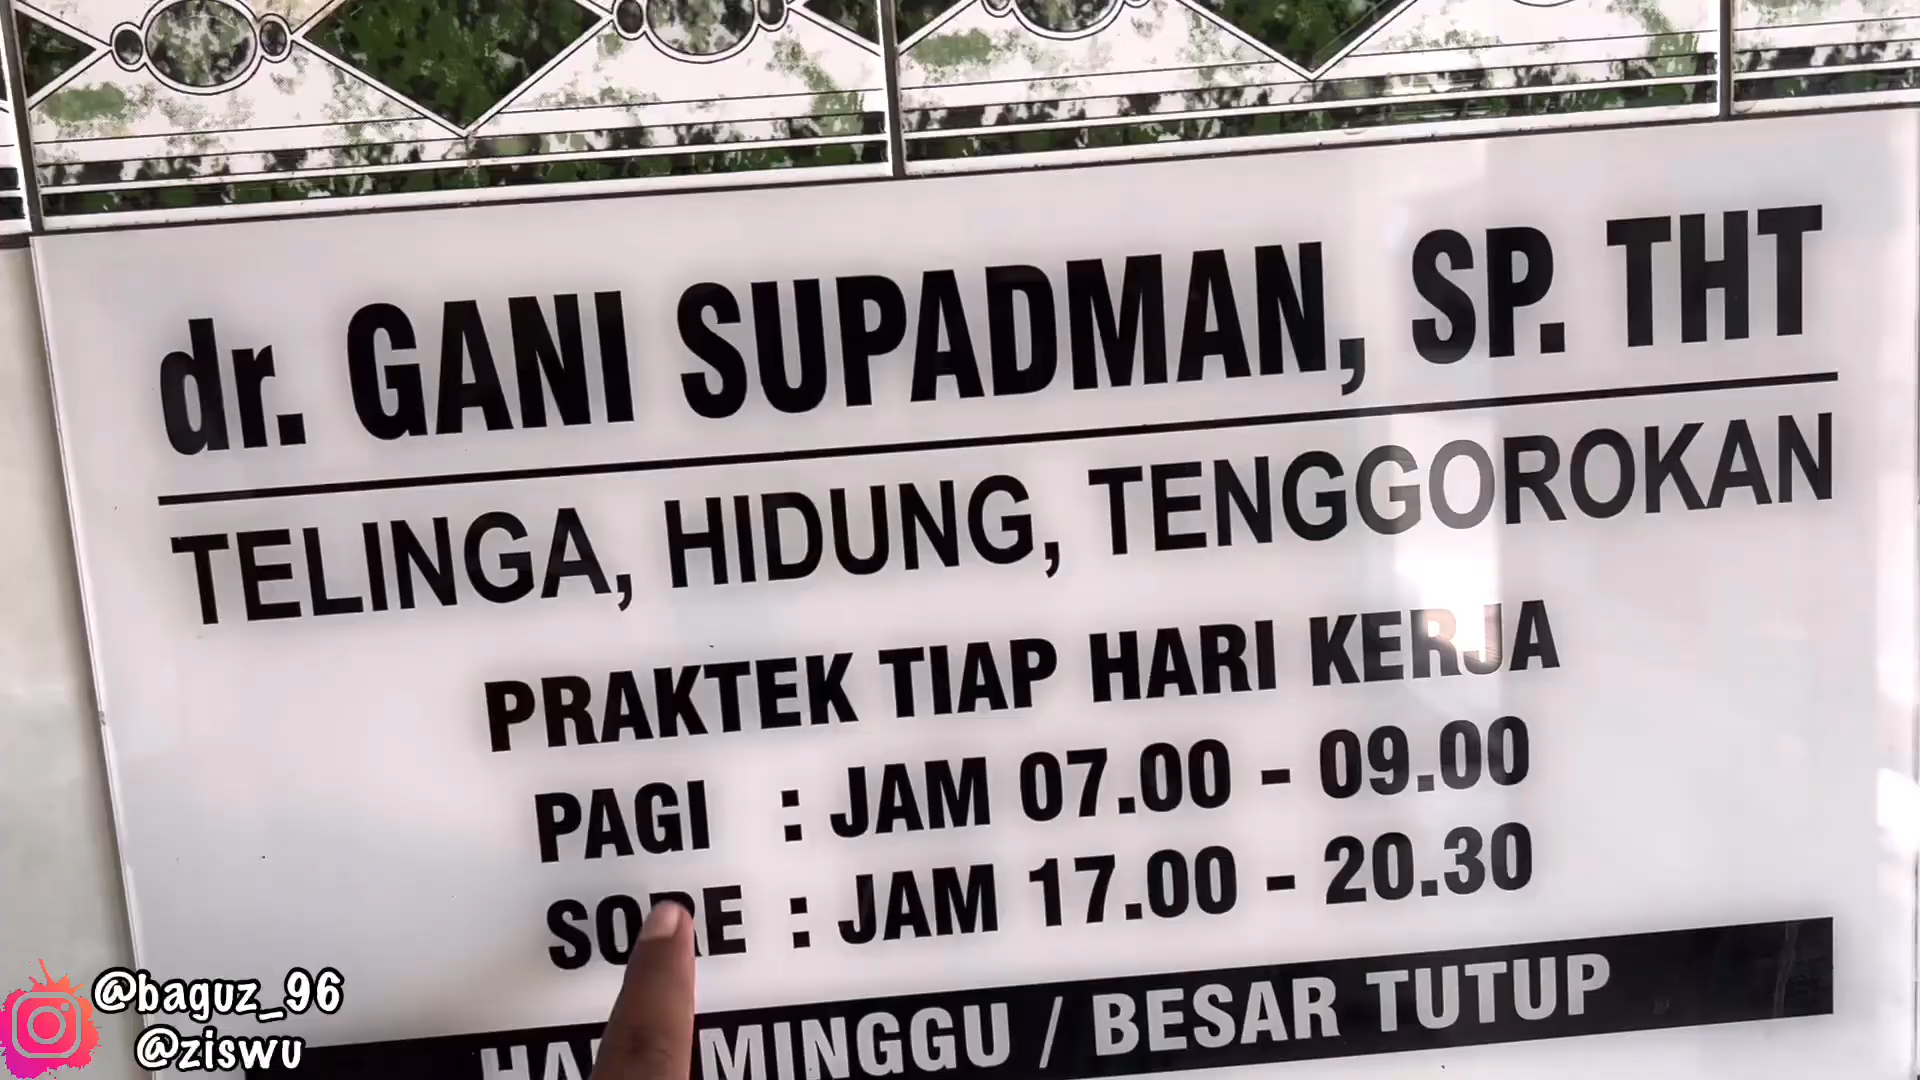 dr. GANI SUPADMAN, SP. THT
TELINGA, HIDUNG, TENGGOROKAN
PRAKTEK TIAP HARI KERJA
PAGI : JAM 07.00 - 09.00
SORE : JAM 17.00 - 20.30
MINGGU / BESAR TUTUP
@baguz_96
@ziswu